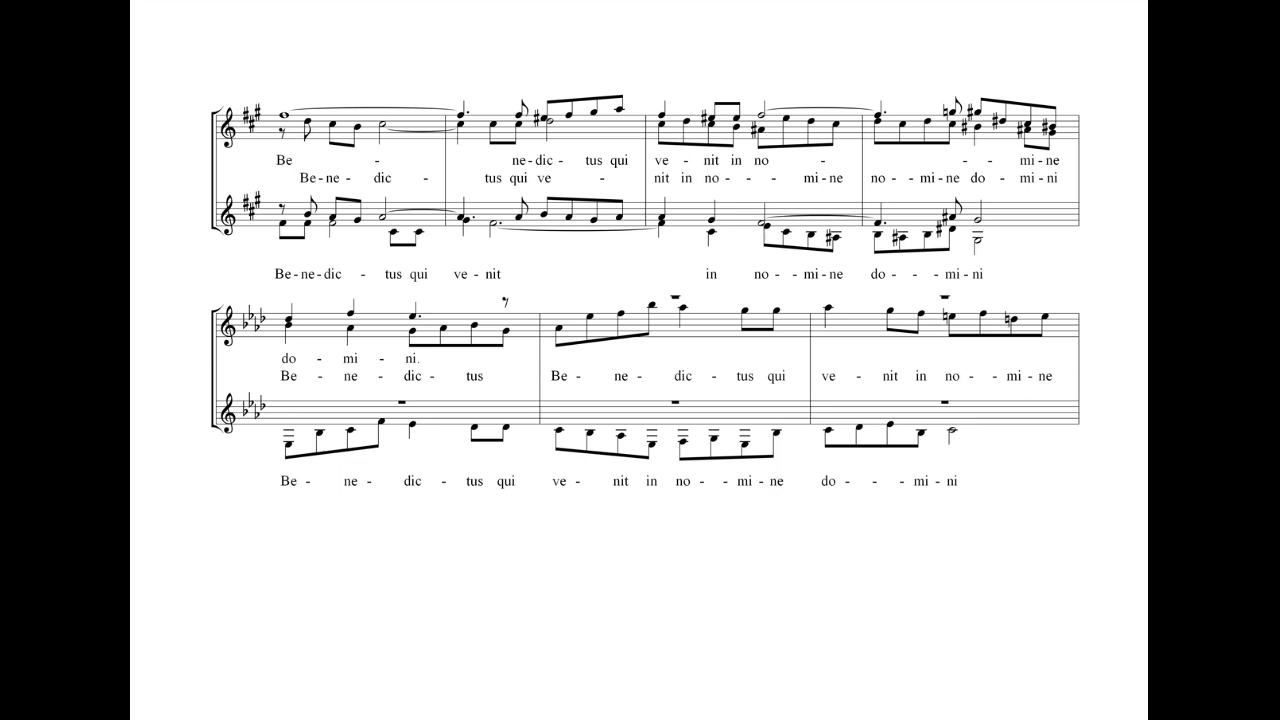 Be - ne-dic - tus qui ve - nit in no - - mi-ne
Be-ne-dic - tus qui ve - nit in no- - mi-ne no--mi-ne do- - mi-ni
Be-ne-dic - tus qui ve-nit in no--mi-ne do--mi-ni
do - mi - ni.
Be - ne - dic - tus Be - ne - dic - tus qui ve - nit in no--mi-ne
Be - ne - dic - tus qui ve - nit in no- - mi-ne do- - - mi-ni